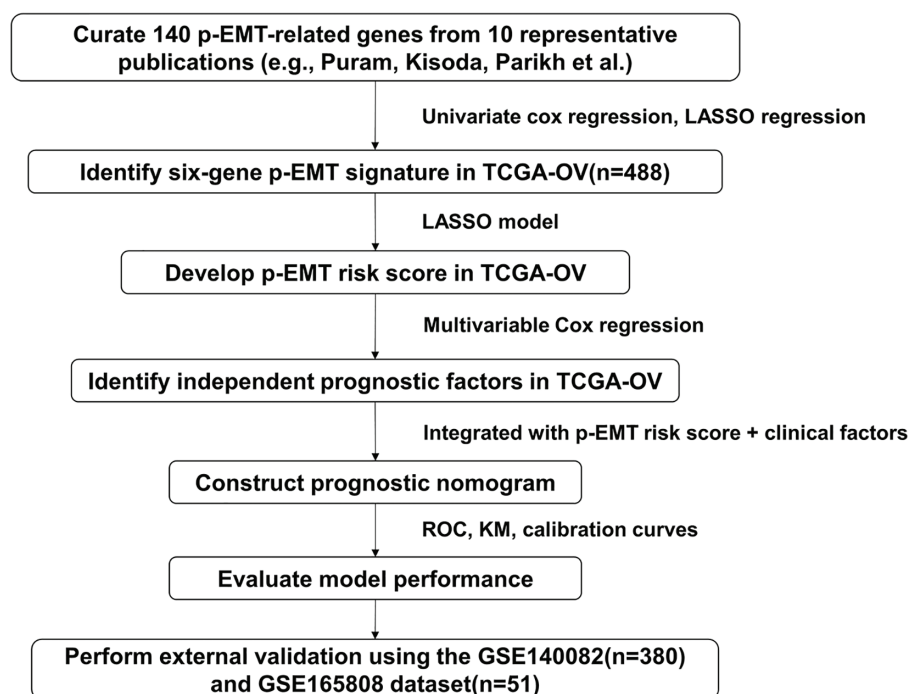 Curate 140 p-EMT-related genes from 10 representative
publications (e.g., Puram, Kisoda, Parikh et al.)
Univariate cox regression, LASSO regression
Identify six-gene p-EMT signature in TCGA-OV(n=488)
LASSO model
Develop p-EMT risk score in TCGA-OV
Multivariable Cox regression
Identify independent prognostic factors in TCGA-OV
Integrated with p-EMT risk score + clinical factors
Construct prognostic nomogram
ROC, KM, calibration curves
Evaluate model performance
Perform external validation using the GSE140082(n=380)
and GSE165808 dataset(n=51)